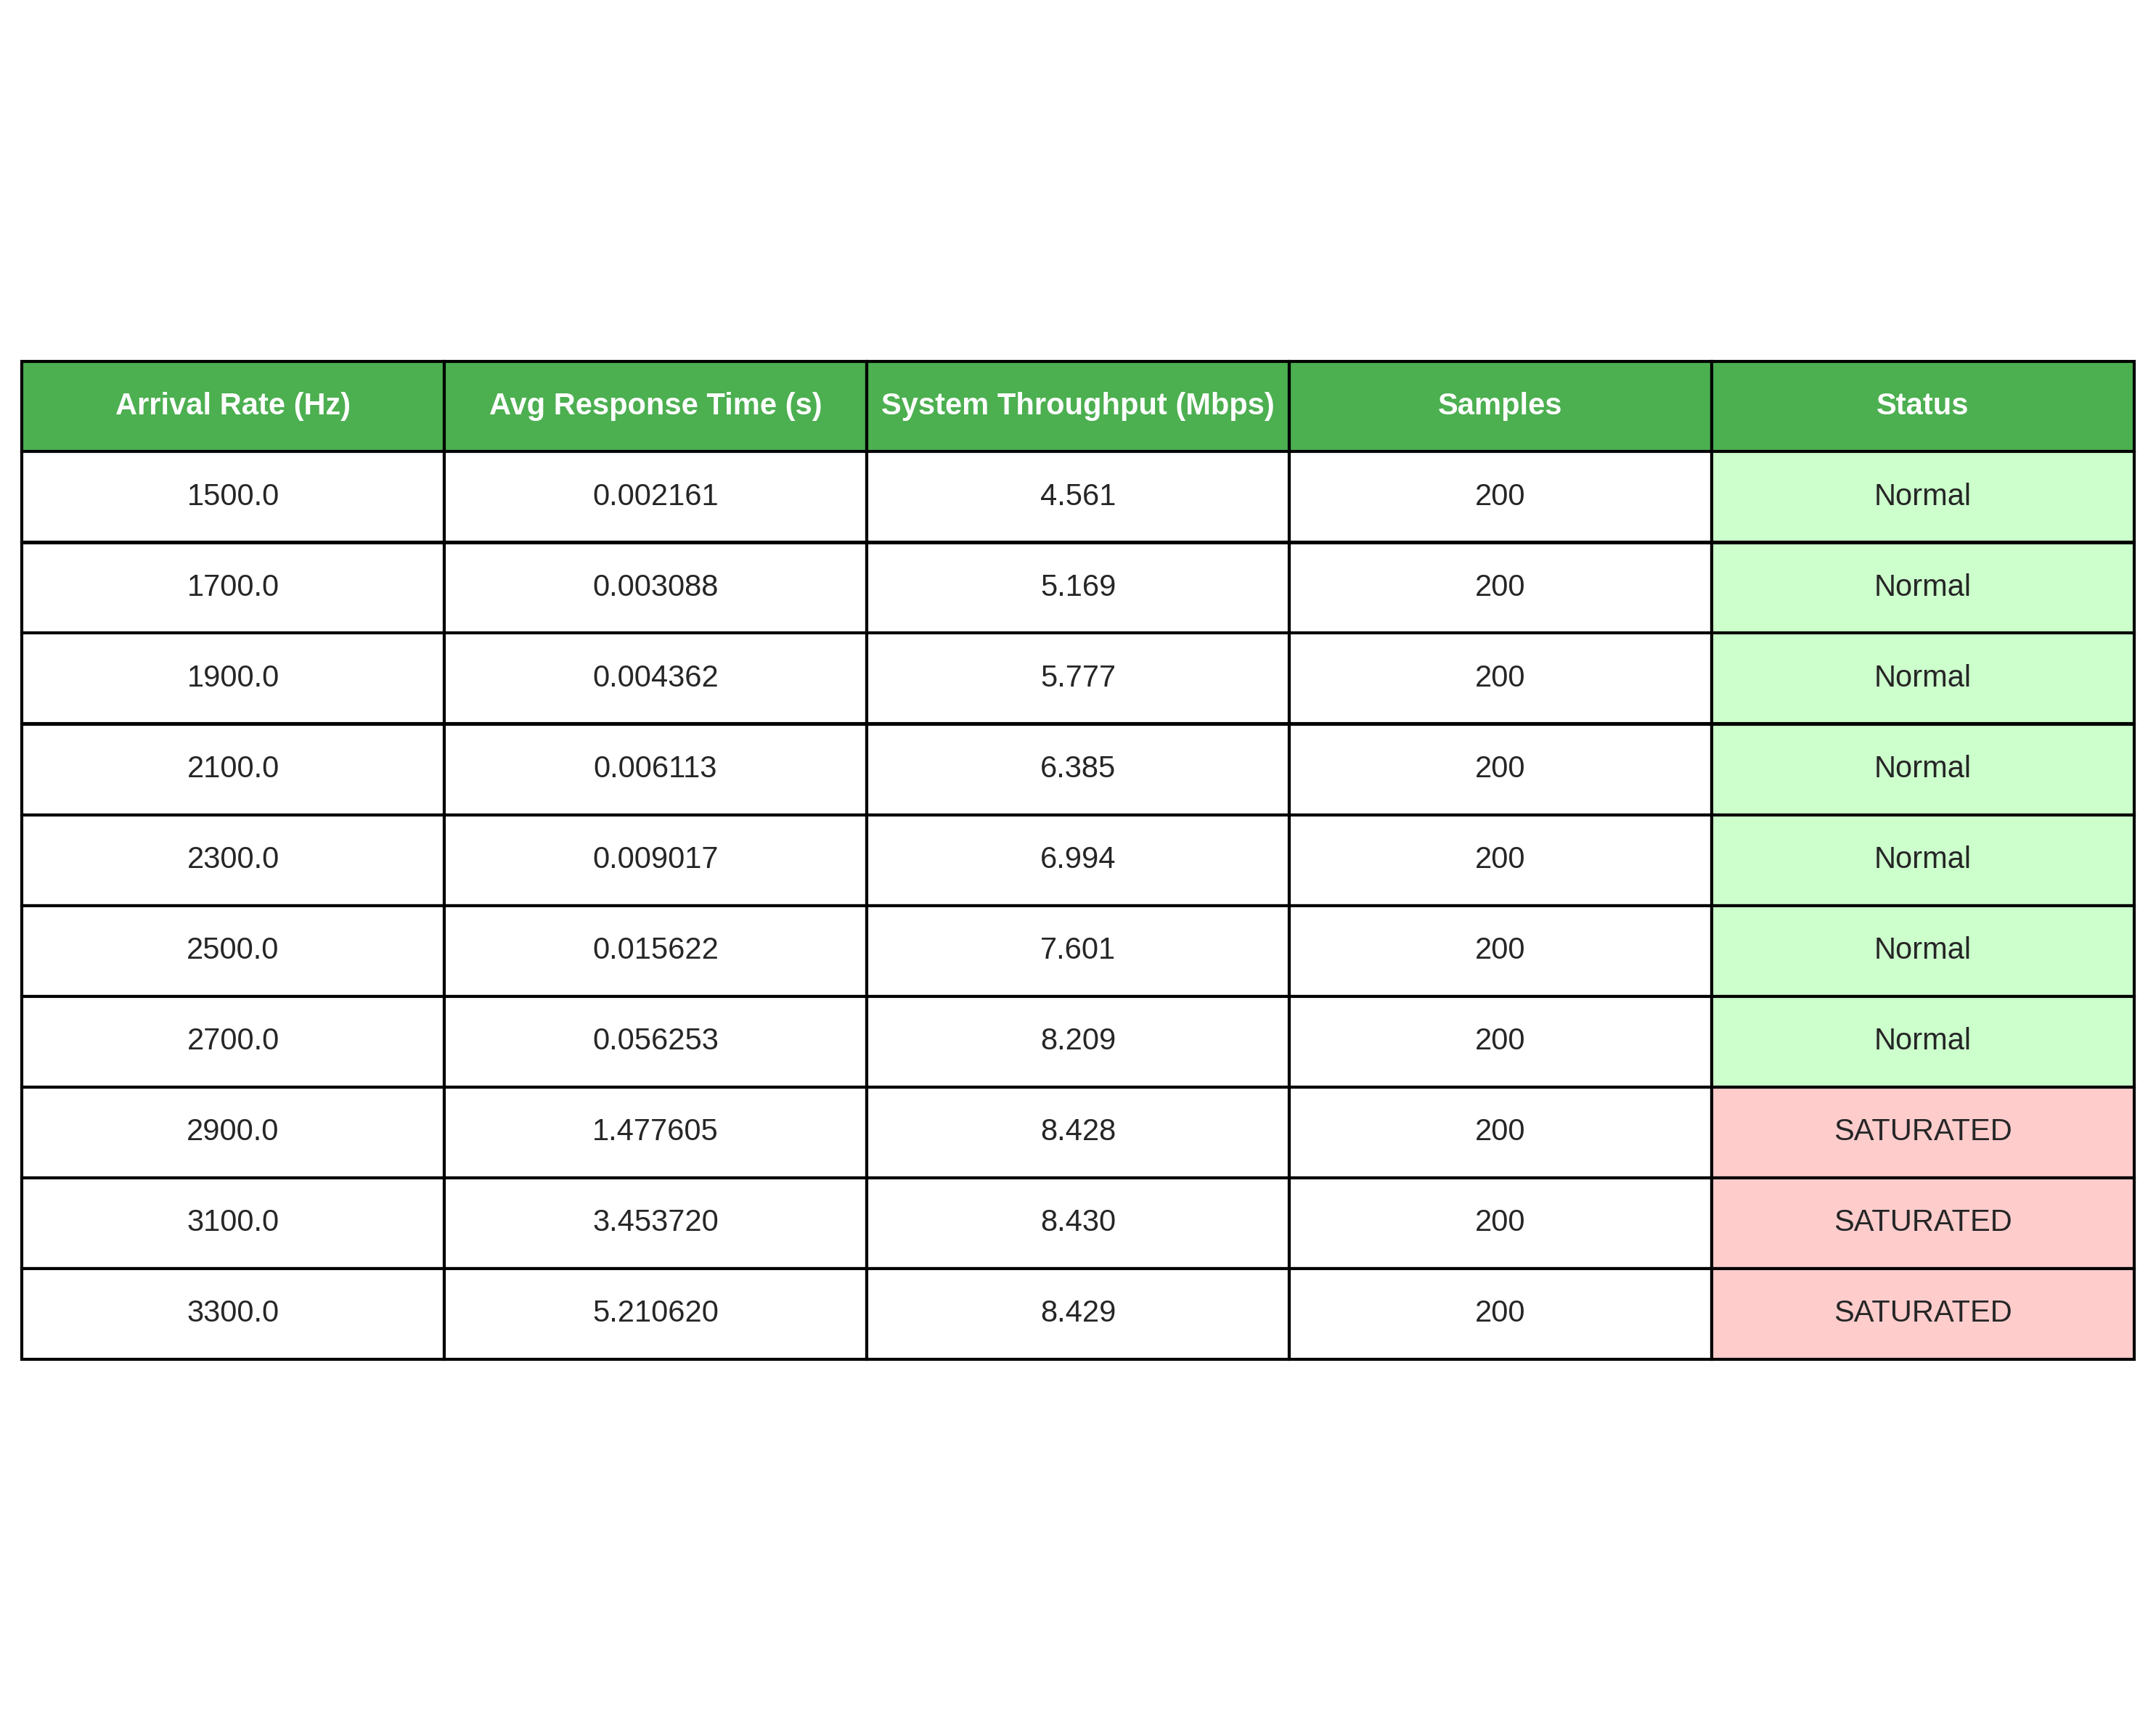 Arrival Rate (Hz) Avg Response Time (s) System Throughput (Mbps) Samples Status
1500.0 0.002161 4.561 200 Normal
1700.0 0.003088 5.169 200 Normal
1900.0 0.004362 5.777 200 Normal
2100.0 0.006113 6.385 200 Normal
2300.0 0.009017 6.994 200 Normal
2500.0 0.015622 7.601 200 Normal
2700.0 0.056253 8.209 200 Normal
2900.0 1.477605 8.428 200 SATURATED
3100.0 3.453720 8.430 200 SATURATED
3300.0 5.210620 8.429 200 SATURATED